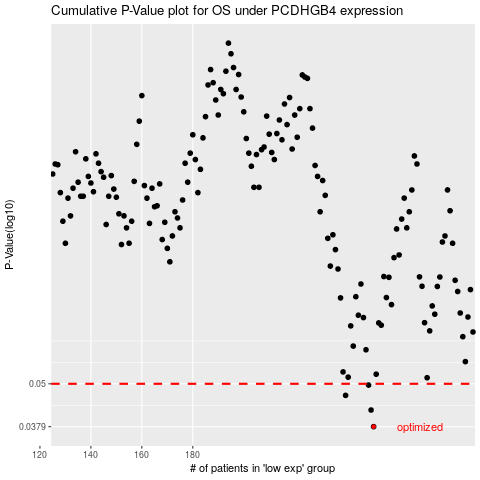 Cumulative P-Value plot for OS under PCDHGB4 expression
P-Value(log10)
0.05
0.0379
optimized
120 140 160 180
# of patients in 'low exp' group